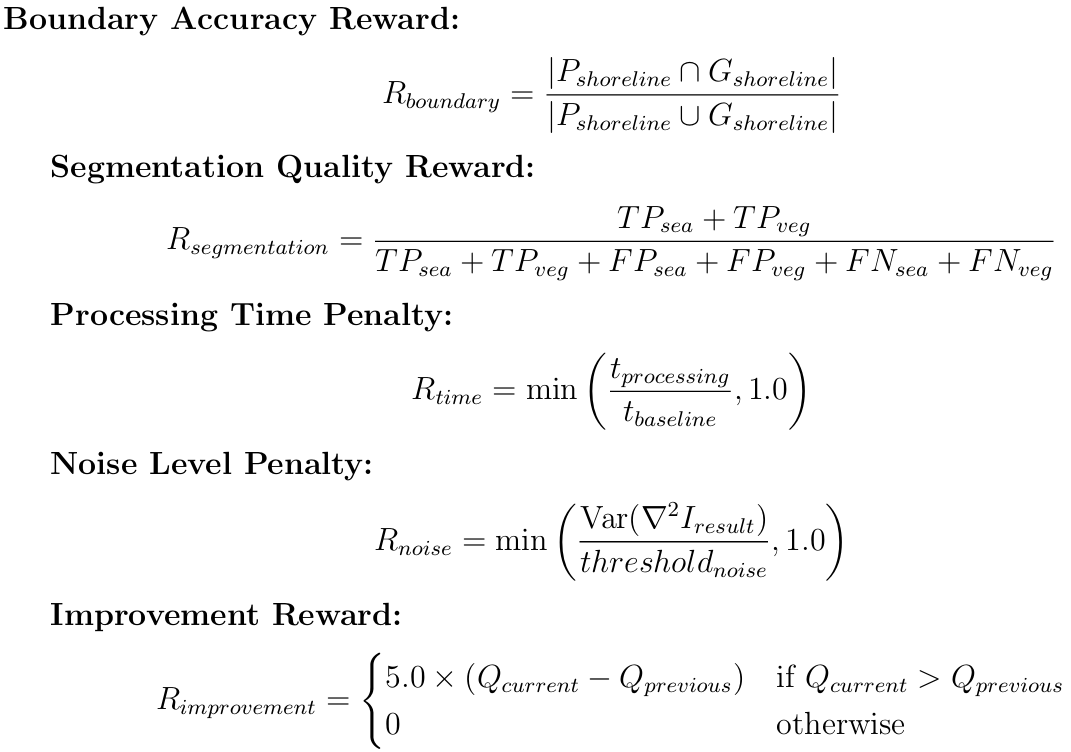 Boundary Accuracy Reward:
$R_{boundary} = \frac{|P_{shoreline} \cap G_{shoreline}|}{|P_{shoreline} \cup G_{shoreline}|}$
Segmentation Quality Reward:
$R_{segmentation} = \frac{TP_{sea} + TP_{veg}}{TP_{sea} + TP_{veg} + FP_{sea} + FP_{veg} + FN_{sea} + FN_{veg}}$
Processing Time Penalty:
$R_{time} = \min\left(\frac{t_{processing}}{t_{baseline}}, 1.0\right)$
Noise Level Penalty:
$R_{noise} = \min\left(\frac{\text{Var}(\nabla^2 I_{result})}{threshold_{noise}}, 1.0\right)$
Improvement Reward:
$R_{improvement} = \begin{cases} 5.0 \times (Q_{current} - Q_{previous}) & \text{if } Q_{current} > Q_{previous} \\ 0 & \text{otherwise} \end{cases}$